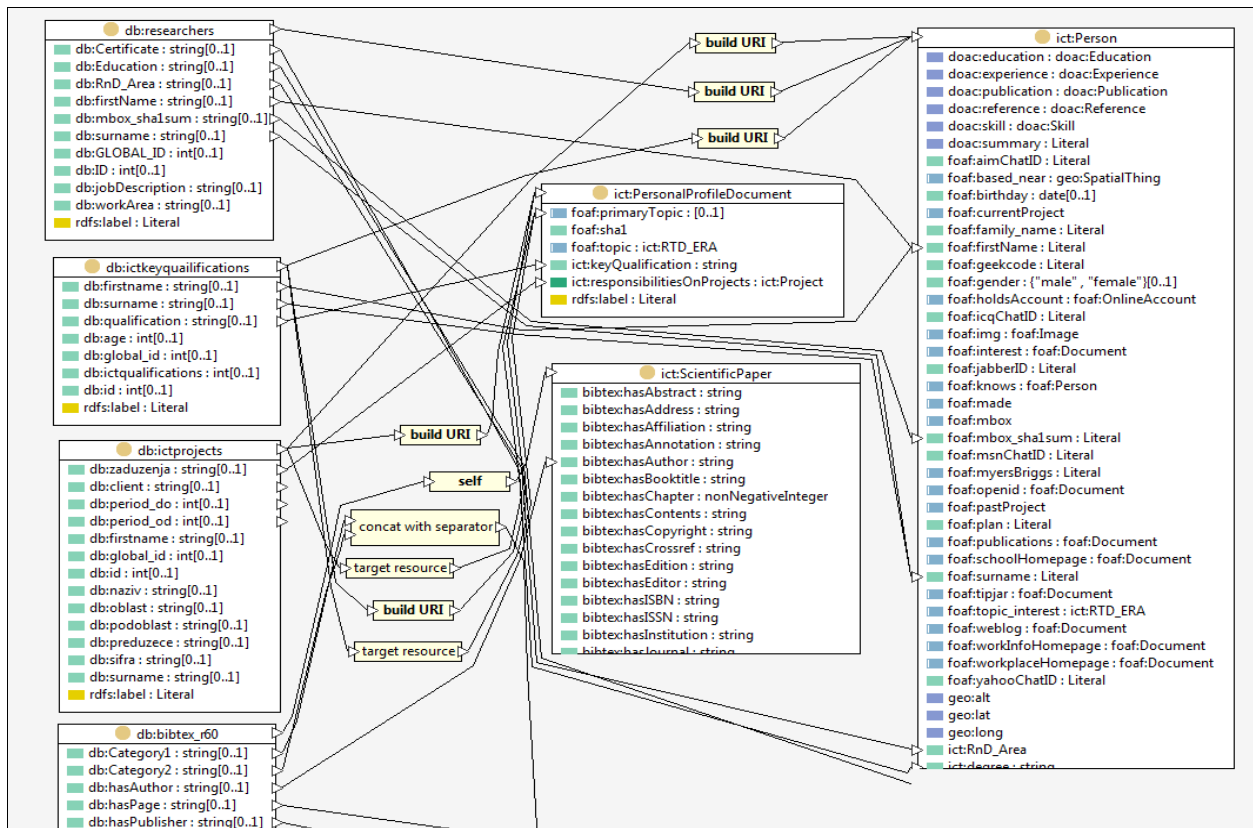 db:researchers
db:Certificate : string[0..1]
db:Education : string[0..1]
db:RnD_Area : string[0..1]
db:firstName : string[0..1]
db:mbox_sha1sum : string[0..1]
db:surname : string[0..1]
db:GLOBAL_ID : int[0..1]
db:ID : int[0..1]
db:jobDescription : string[0..1]
db:workArea : string[0..1]
rdfs:label : Literal
db:ictkeyquailifications
db:firstname : string[0..1]
db:surname : string[0..1]
db:qualification : string[0..1]
db:age : int[0..1]
db:global_id : int[0..1]
db:ictqualifications : int[0..1]
db:id : int[0..1]
rdfs:label : Literal
db:ictprojects
db:zaduzenja : string[0..1]
db:client : string[0..1]
db:period_do : int[0..1]
db:period_od : int[0..1]
db:firstname : string[0..1]
db:global_id : int[0..1]
db:id : int[0..1]
db:naziv : string[0..1]
db:oblast : string[0..1]
db:podoblast : string[0..1]
db:preduzece : string[0..1]
db:sifra : string[0..1]
db:surname : string[0..1]
rdfs:label : Literal
db:bibtex_r60
db:Category1 : string[0..1]
db:Category2 : string[0..1]
db:hasAuthor : string[0..1]
db:hasPage : string[0..1]
db:hasPublisher : string[0..1]
build URI
build URI
build URI
build URI
self
concat with separator
target resource
build URI
target resource
ict:PersonalProfileDocument
foaf:primaryTopic : [0..1]
foaf:sha1
foaf:topic : ict:RTD_ERA
ict:keyQualification : string
ict:responsibilitiesOnProjects : ict:Project
rdfs:label : Literal
ict:ScientificPaper
bibtex:hasAbstract : string
bibtex:hasAddress : string
bibtex:hasAffiliation : string
bibtex:hasAnnotation : string
bibtex:hasAuthor : string
bibtex:hasBooktitle : string
bibtex:hasChapter : nonNegativeInteger
bibtex:hasContents : string
bibtex:hasCopyright : string
bibtex:hasCrossref : string
bibtex:hasEdition : string
bibtex:hasEditor : string
bibtex:hasISBN : string
bibtex:hasISSN : string
bibtex:hasInstitution : string
bibtex:hasJournal : string
ict:Person
doac:education : doac:Education
doac:experience : doac:Experience
doac:publication : doac:Publication
doac:reference : doac:Reference
doac:skill : doac:Skill
doac:summary : Literal
foaf:aimChatID : Literal
foaf:based_near : geo:SpatialThing
foaf:birthday : date[0..1]
foaf:currentProject
foaf:family_name : Literal
foaf:firstName : Literal
foaf:geekcode : Literal
foaf:gender : {"male" , "female"}[0..1]
foaf:holdsAccount : foaf:OnlineAccount
foaf:icqChatID : Literal
foaf:img : foaf:Image
foaf:interest : foaf:Document
foaf:jabberID : Literal
foaf:knows : foaf:Person
foaf:made
foaf:mbox
foaf:mbox_sha1sum : Literal
foaf:msnChatID : Literal
foaf:myersBriggs : Literal
foaf:openid : foaf:Document
foaf:pastProject
foaf:plan : Literal
foaf:publications : foaf:Document
foaf:schoolHomepage : foaf:Document
foaf:surname : Literal
foaf:tipjar : foaf:Document
foaf:topic_interest : ict:RTD_ERA
foaf:weblog : foaf:Document
foaf:workInfoHomepage : foaf:Document
foaf:workplaceHomepage : foaf:Document
foaf:yahooChatID : Literal
geo:alt
geo:lat
geo:long
ict:RnD_Area
ict:degree : string